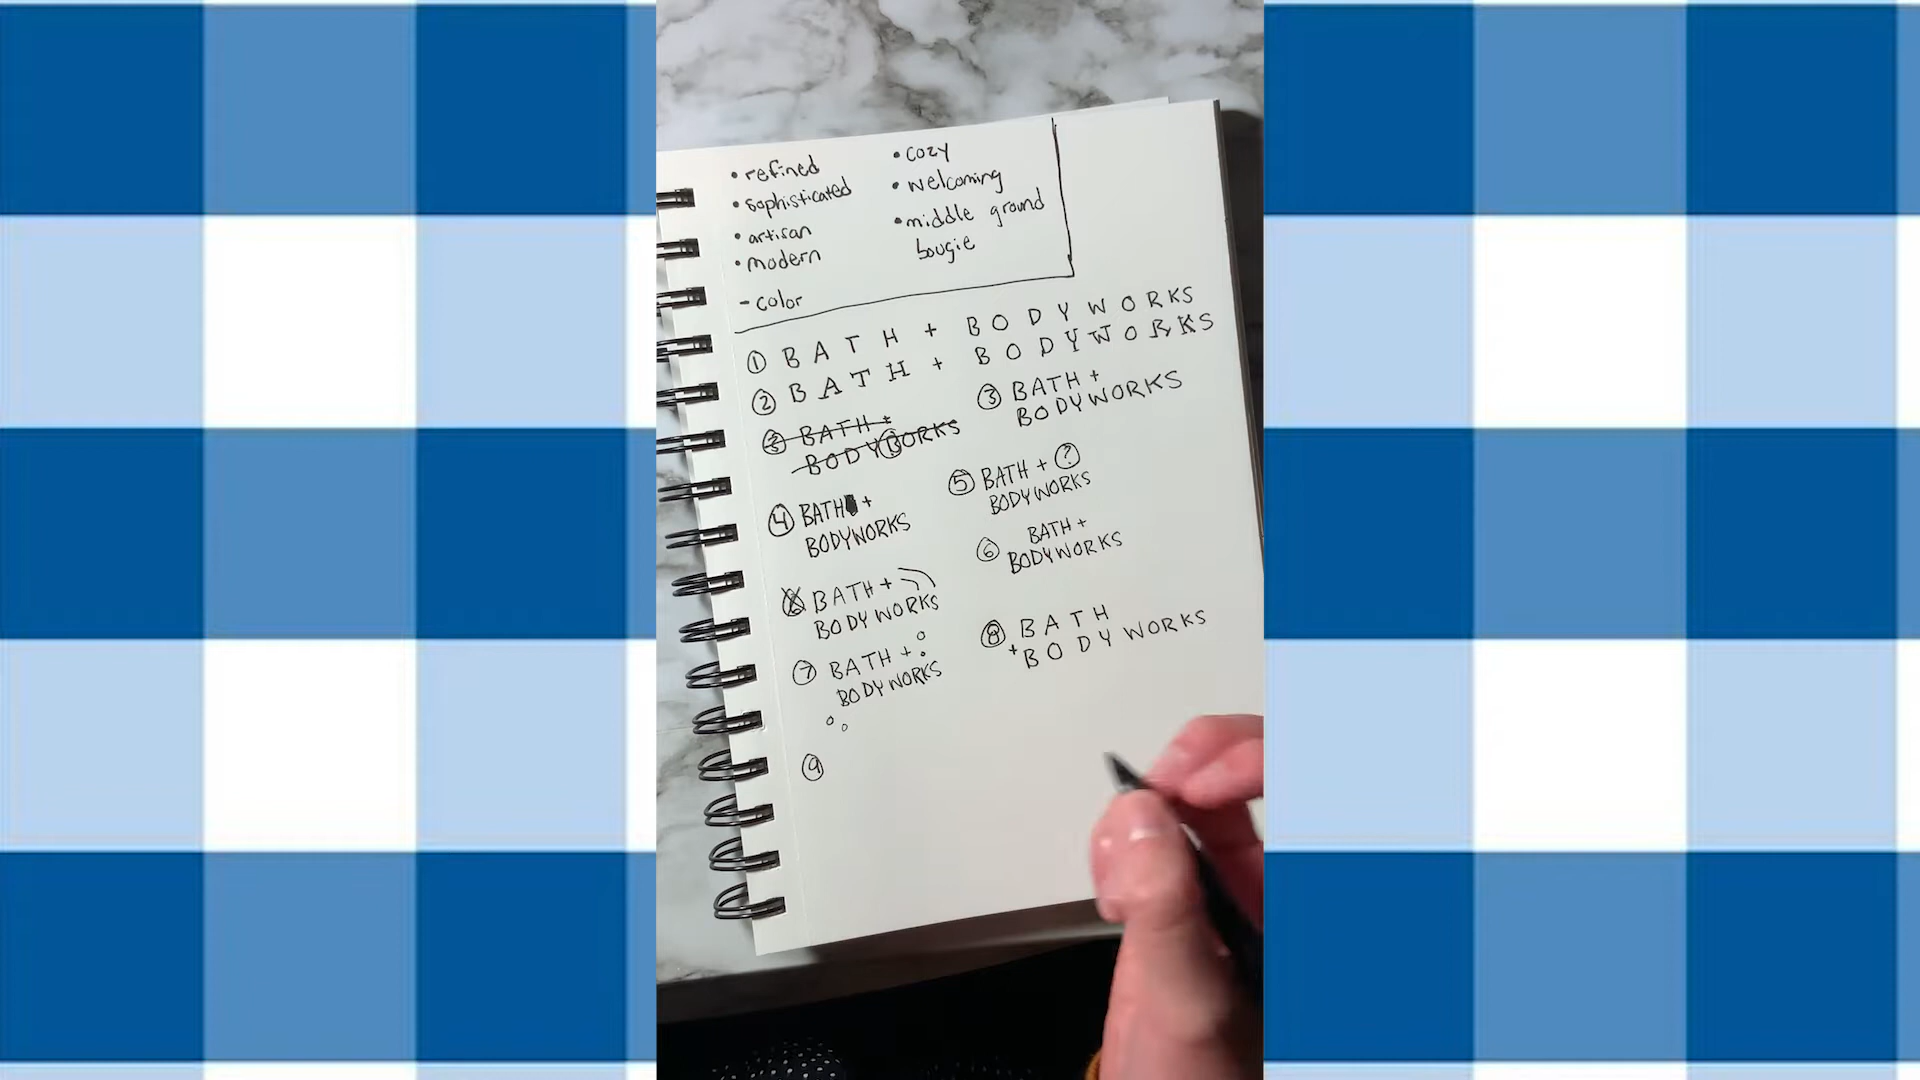 • refined
• sophisticated
• artisan
• modern
- color
• cozy
• welcoming
• middle ground
bougie
① BATH + BODYWORKS
② BATH + BODYWORKS
③ BATH +
BODYBORKS
③ BATH +
BODYWORKS
④ BATH +
BODYWORKS
⑤ BATH + ?
BODYWORKS
⑥ BATH +
BODYWORKS
BATH +
BODYWORKS
⑦ BATH +
BODYWORKS
⑧ BATH
+ BODYWORKS
⑨